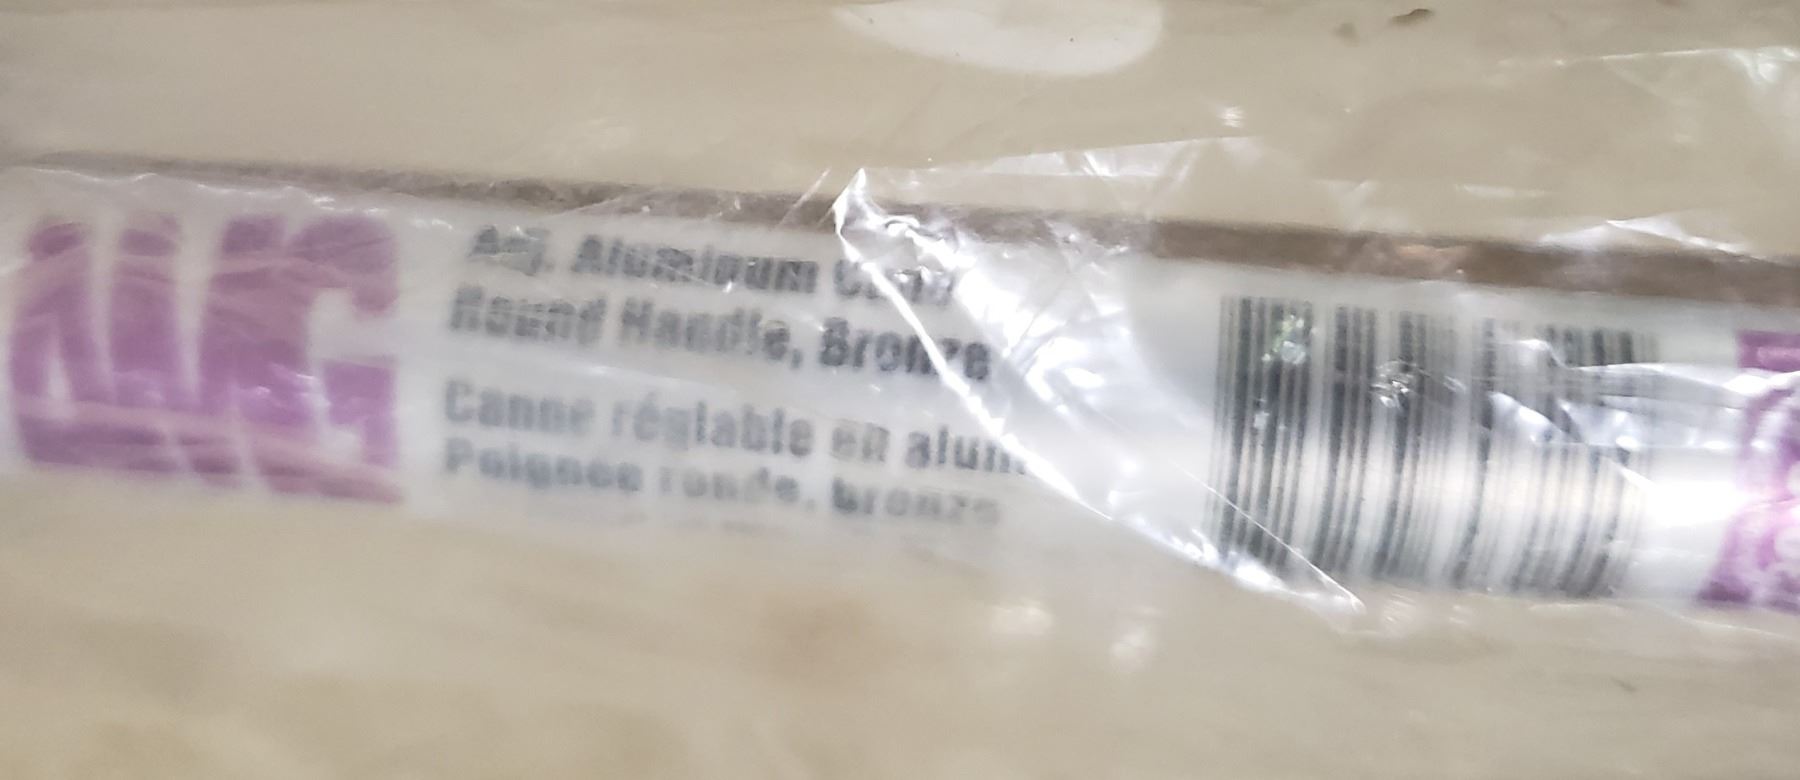 AMG
Adj. Aluminum Cane
Round Handle, Bronze
Canne réglable en alum
Poignée ronde, bronze